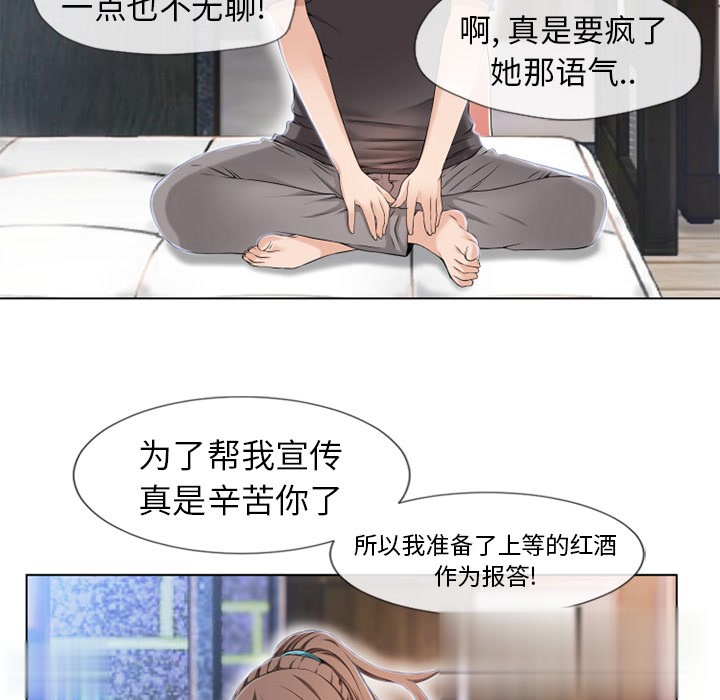 一点也不无聊!
啊, 真是要疯了
她那语气..
为了帮我宣传
真是辛苦你了
所以我准备了上等的红酒
作为报答!